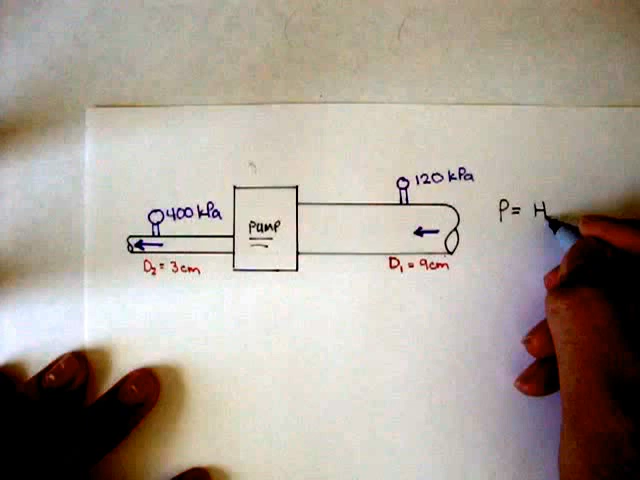 120 kPa
400 kPa
PUMP
P = H
D₂ = 3cm
D₁ = 9cm